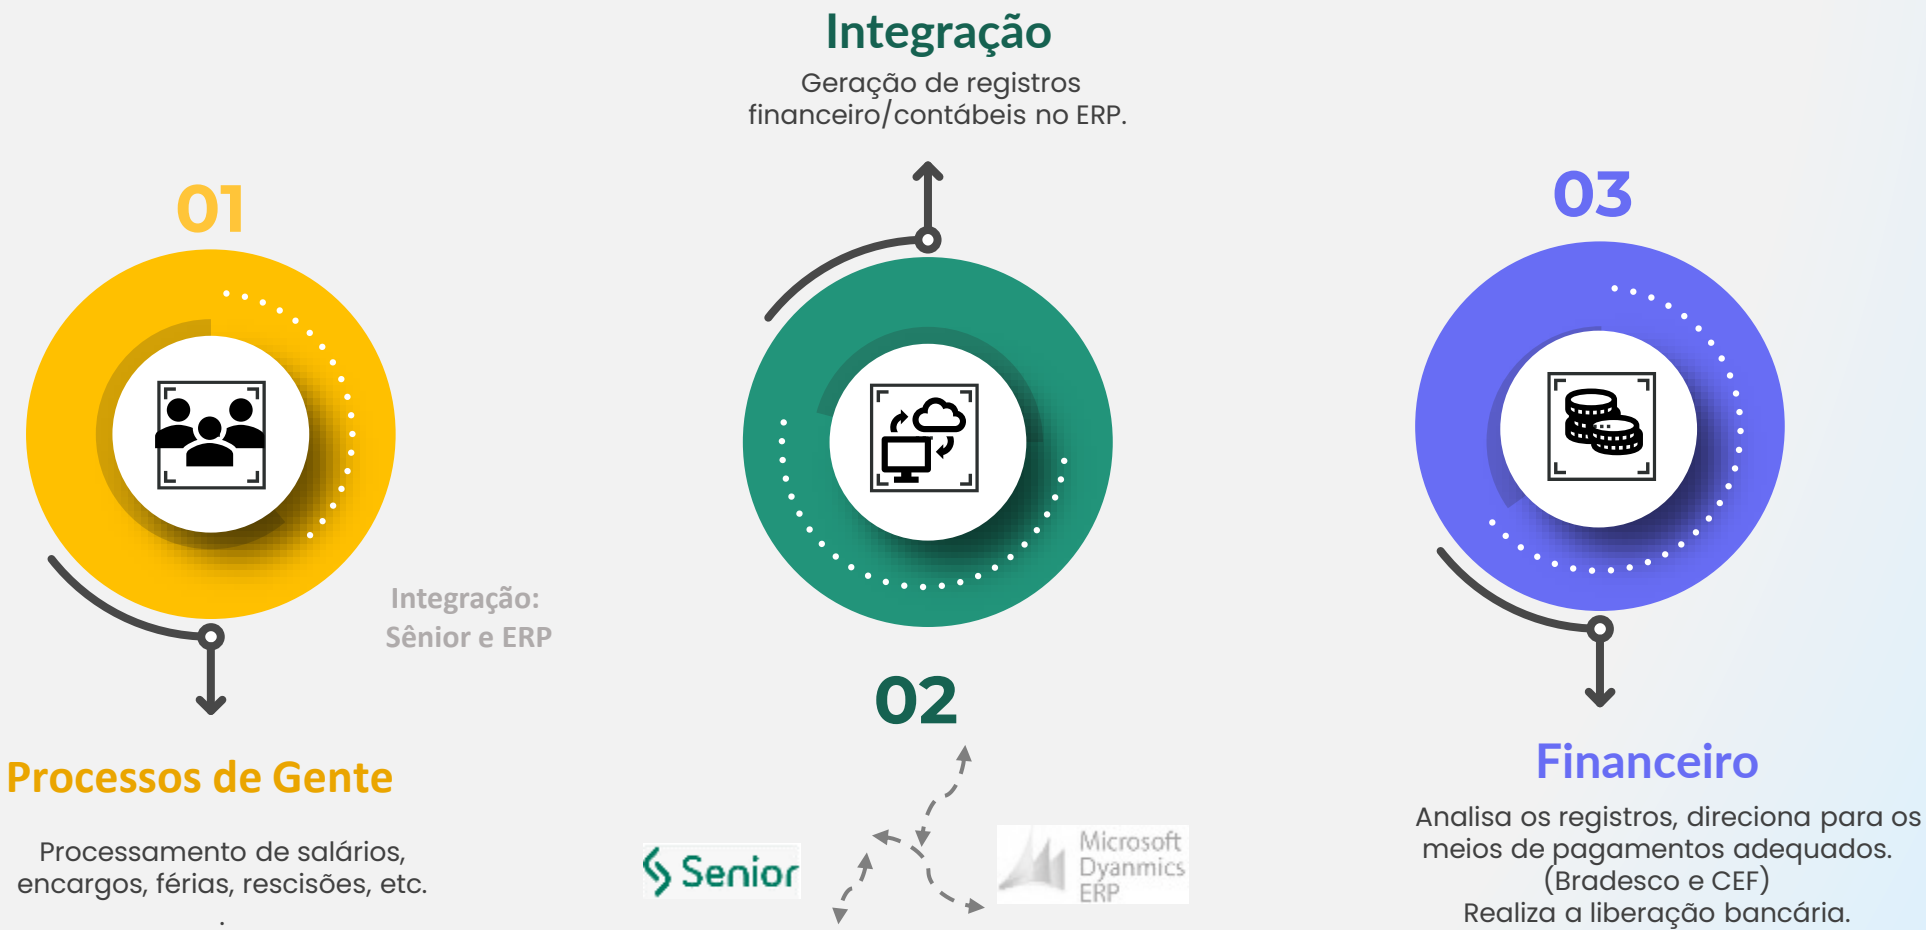 Integração
Geração de registros
financeiro/contábeis no ERP.
01
Integração:
Sênior e ERP
Processos de Gente
Processamento de salários,
encargos, férias, rescisões, etc.
.
02
Senior
Microsoft
Dyanmics
ERP
03
Financeiro
Analisa os registros, direciona para os
meios de pagamentos adequados.
(Bradesco e CEF)
Realiza a liberação bancária.